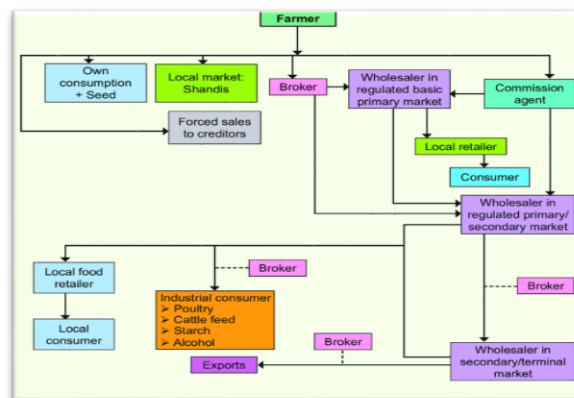 Farmer
Own
consumption
+ Seed
Local market:
Shandis
Broker
Wholesaler in
regulated basic
primary market
Commission
agent
Forced sales
to creditors
Local retailer
Consumer
Wholesaler in
regulated primary/
secondary market
Local food
retailer
Broker
Broker
Industrial consumer
➢ Poultry
➢ Cattle feed
➢ Starch
➢ Alcohol
Local
consumer
Broker
Wholesaler in
secondary/terminal
market
Exports